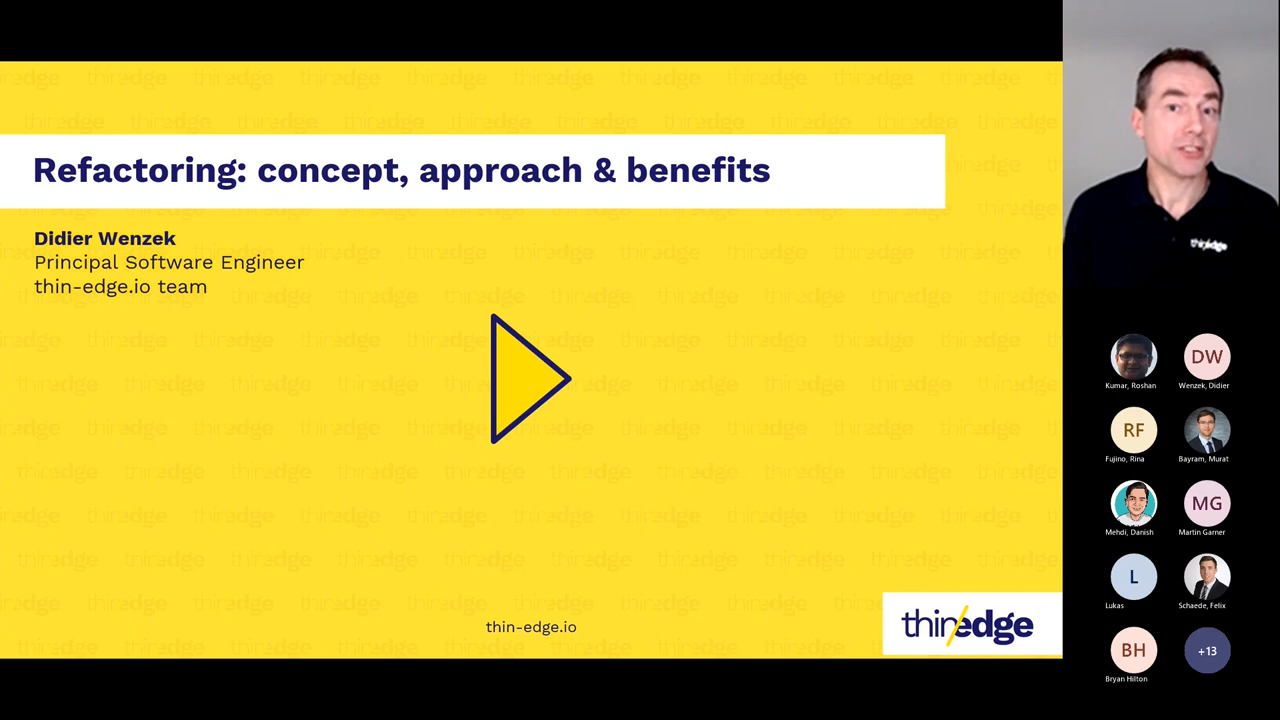 Refactoring: concept, approach & benefits
Didier Wenzek
Principal Software Engineer
thin-edge.io team
thin-edge.io
thin/edge
thinedge
Kumar, Roshan
DW
Wenzek, Didier
RF
Fujino, Rina
Bayram, Murat
Mehdi, Danish
MG
Martin Garner
L
Lukas
Schaede, Felix
BH
Bryan Hilton
+13